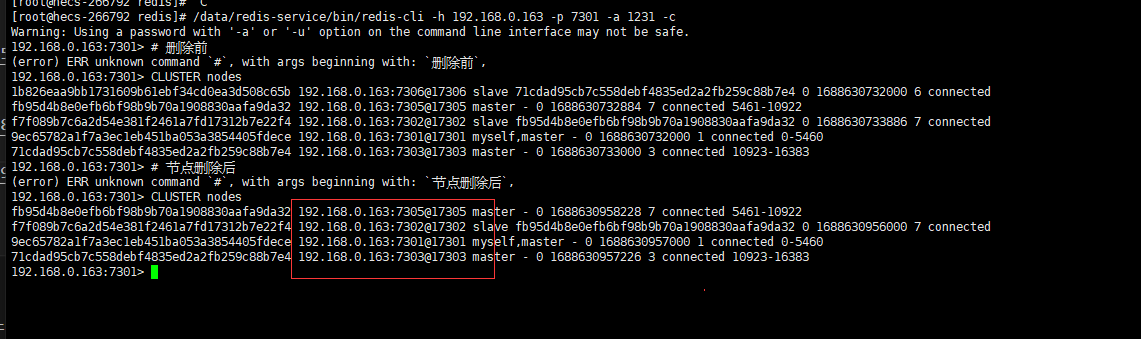 [root@hecs-266792 redis]# ^C
[root@hecs-266792 redis]# /data/redis-service/bin/redis-cli -h 192.168.0.163 -p 7301 -a 1231 -c
Warning: Using a password with '-a' or '-u' option on the command line interface may not be safe.
192.168.0.163:7301> # 删除前
(error) ERR unknown command `#`, with args beginning with: `删除前`,
192.168.0.163:7301> CLUSTER nodes
1b826eaa9bb1731609b61ebf34cd0ea3d508c65b 192.168.0.163:7306@17306 slave 71cdad95cb7c558debf4835ed2a2fb259c88b7e4 0 1688630732000 6 connected
fb95d4b8e0efb6bf98b9b70a1908830aafa9da32 192.168.0.163:7305@17305 master - 0 1688630732884 7 connected 5461-10922
f7f089b7c6a2d54e381f2461a7fd17312b7e22f4 192.168.0.163:7302@17302 slave fb95d4b8e0efb6bf98b9b70a1908830aafa9da32 0 1688630733886 7 connected
9ec65782a1f7a3ec1eb451ba053a3854405fdece 192.168.0.163:7301@17301 myself,master - 0 1688630732000 1 connected 0-5460
71cdad95cb7c558debf4835ed2a2fb259c88b7e4 192.168.0.163:7303@17303 master - 0 1688630733000 3 connected 10923-16383
192.168.0.163:7301> # 节点删除后
(error) ERR unknown command `#`, with args beginning with: `节点删除后`,
192.168.0.163:7301> CLUSTER nodes
fb95d4b8e0efb6bf98b9b70a1908830aafa9da32 192.168.0.163:7305@17305 master - 0 1688630958228 7 connected 5461-10922
f7f089b7c6a2d54e381f2461a7fd17312b7e22f4 192.168.0.163:7302@17302 slave fb95d4b8e0efb6bf98b9b70a1908830aafa9da32 0 1688630956000 7 connected
9ec65782a1f7a3ec1eb451ba053a3854405fdece 192.168.0.163:7301@17301 myself,master - 0 1688630957000 1 connected 0-5460
71cdad95cb7c558debf4835ed2a2fb259c88b7e4 192.168.0.163:7303@17303 master - 0 1688630957226 3 connected 10923-16383
192.168.0.163:7301>